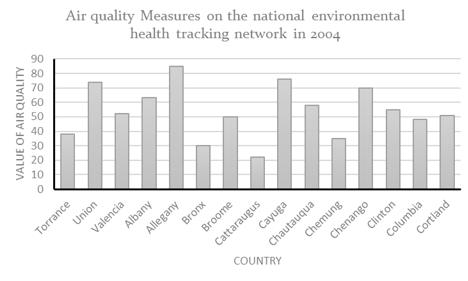 Air quality Measures on the national environmental
health tracking network in 2004
VALUE OF AIR QUALITY
90
80
70
60
50
40
30
20
10
0
Torrance
Union
Valencia
Albany
Allegany
Bronx
Broome
Cattaraugus
Cayuga
Chautauqua
Chemung
Chenango
Clinton
Columbia
Cortland
COUNTRY